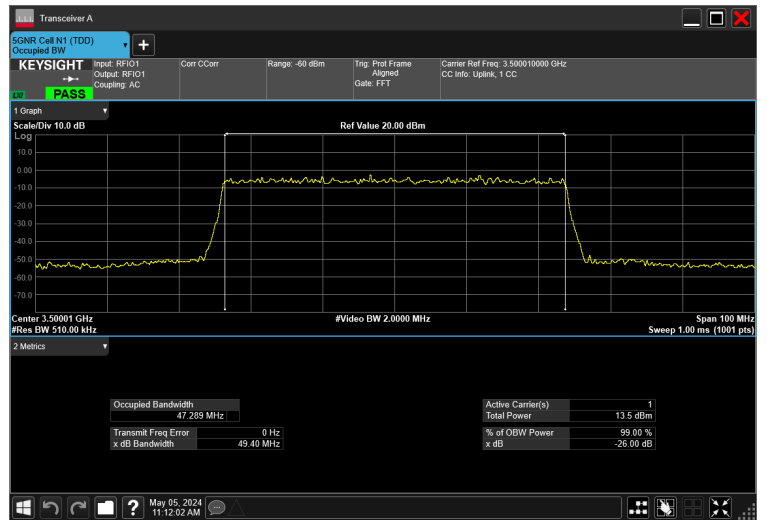 Transceiver A
5GNR Cell N1 (TDD)
Occupied BW
KEYSIGHT
Input: RFIO1
Output: RFIO1
Coupling: AC
Corr CCorr
Range: -60 dBm
Trig: Prot Frame
Aligned
Gate: FFT
Carrier Ref Freq: 3.500010000 GHz
CC Info: Uplink, 1 CC
LXI PASS
1 Graph
Scale/Div 10.0 dB
Ref Value 20.00 dBm
Log
10.0
0.00
-10.0
-20.0
-30.0
-40.0
-50.0
-60.0
-70.0
Center 3.50001 GHz
#Video BW 2.0000 MHz
Span 100 MHz
#Res BW 510.00 kHz
Sweep 1.00 ms (1001 pts)
2 Metrics
Occupied Bandwidth
47.289 MHz
Transmit Freq Error 0 Hz
x dB Bandwidth 49.40 MHz
Active Carrier(s) 1
Total Power 13.5 dBm
% of OBW Power 99.00 %
x dB -26.00 dB
May 05, 2024
11:12:02 AM